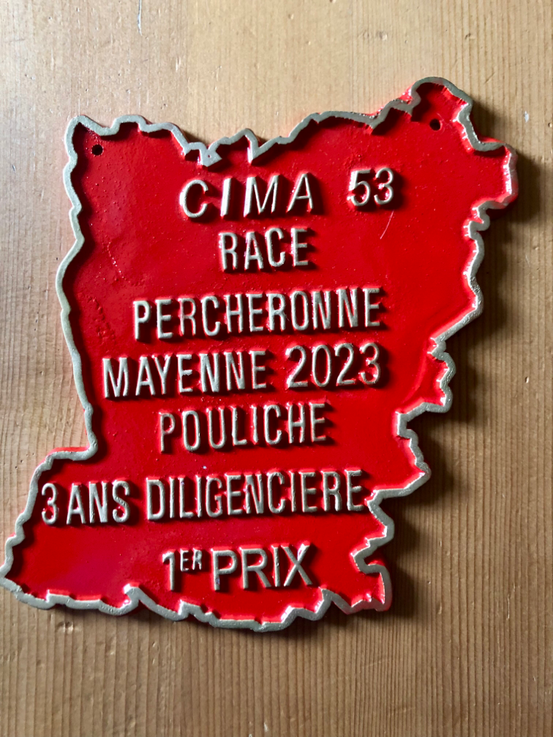 CIMA 53
RACE
PERCHERONNE
MAYENNE 2023
POULICHE
3 ANS DILIGENCIERE
1ER PRIX